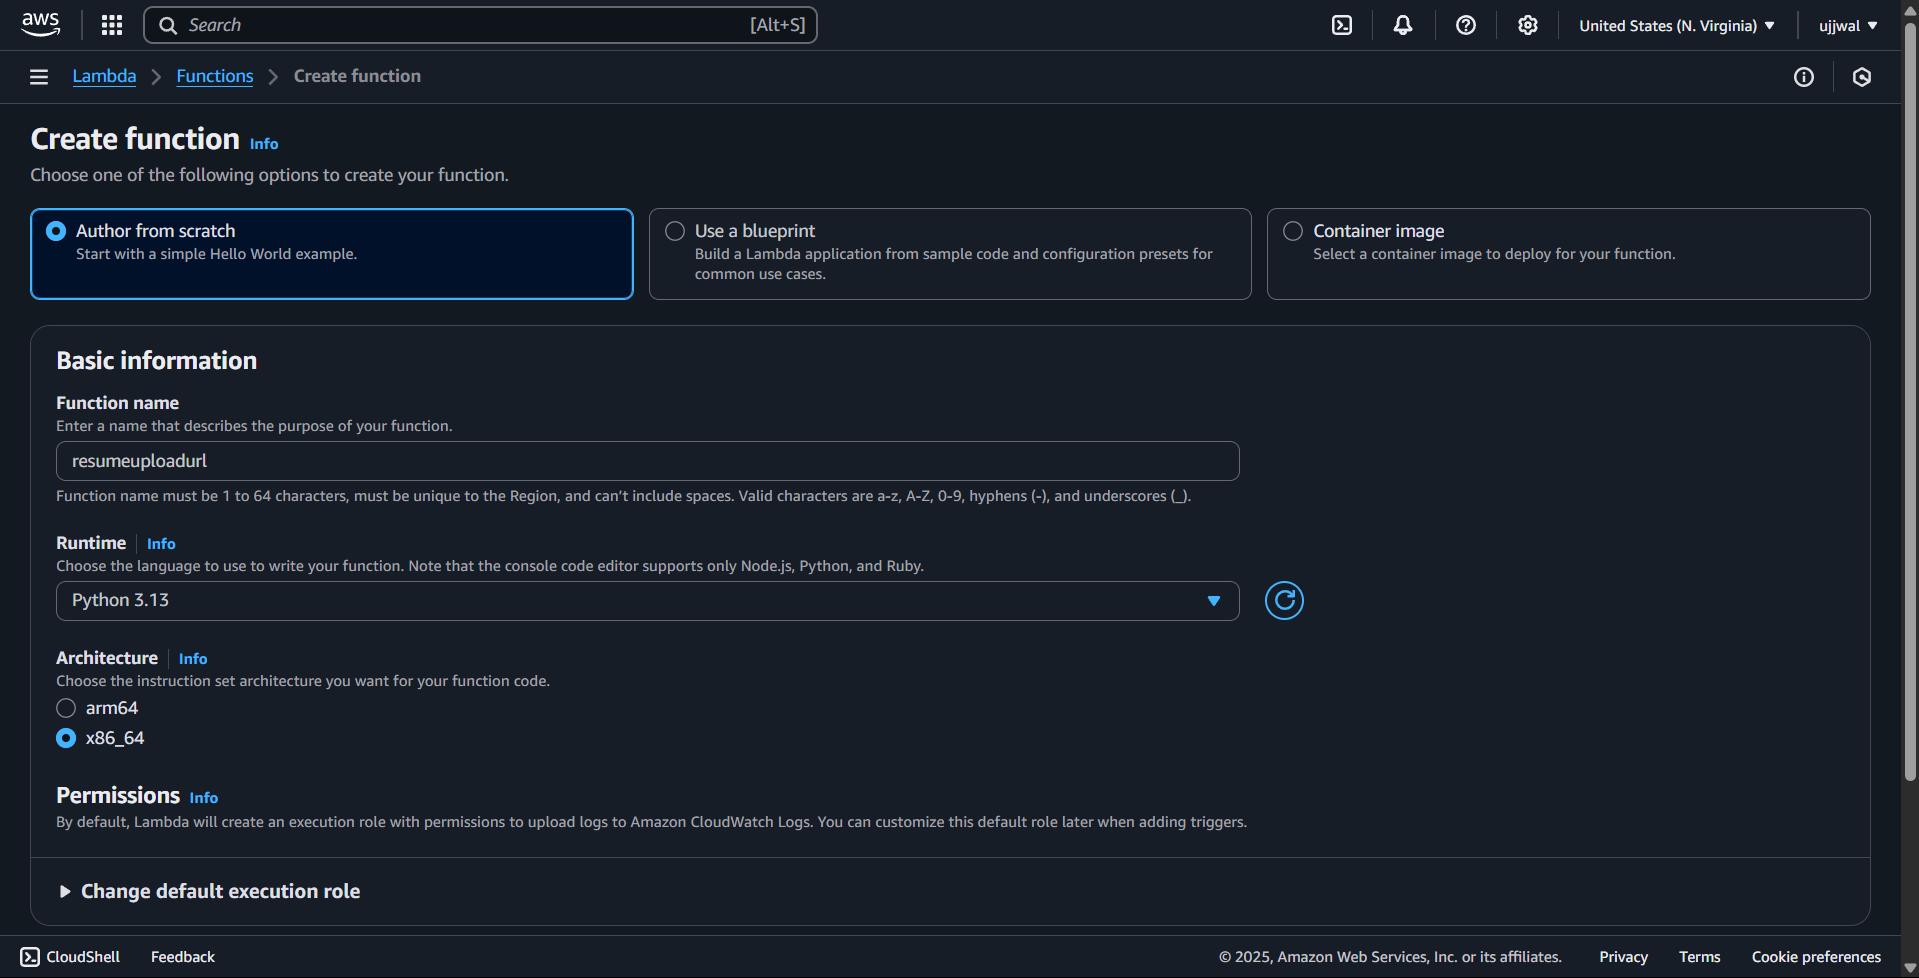 aws
Search [Alt+S]
United States (N. Virginia)
ujjwal
Lambda
Functions
Create function
Create function Info
Choose one of the following options to create your function.
Author from scratch
Start with a simple Hello World example.
Use a blueprint
Build a Lambda application from sample code and configuration presets for
common use cases.
Container image
Select a container image to deploy for your function.
Basic information
Function name
Enter a name that describes the purpose of your function.
resumeuploadurl
Function name must be 1 to 64 characters, must be unique to the Region, and can't include spaces. Valid characters are a-z, A-Z, 0-9, hyphens (-), and underscores (_).
Runtime Info
Choose the language to use to write your function. Note that the console code editor supports only Node.js, Python, and Ruby.
Python 3.13
Architecture Info
Choose the instruction set architecture you want for your function code.
arm64
x86_64
Permissions Info
By default, Lambda will create an execution role with permissions to upload logs to Amazon CloudWatch Logs. You can customize this default role later when adding triggers.
Change default execution role
CloudShell
Feedback
© 2025, Amazon Web Services, Inc. or its affiliates.
Privacy
Terms
Cookie preferences